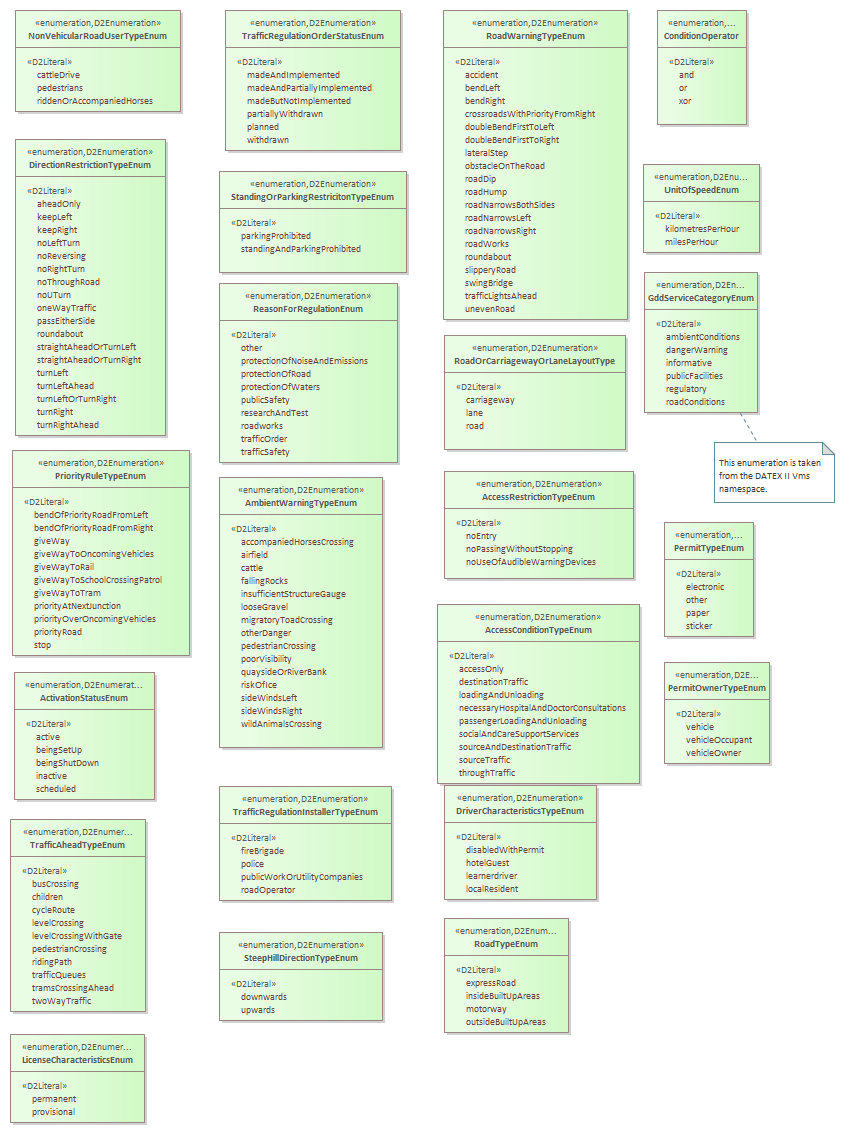 «enumeration,D2Enumeration»
NonVehicularRoadUserTypeEnum
«D2Literal»
cattleDrive
pedestrians
riddenOrAccompaniedHorses
«enumeration,D2Enumeration»
DirectionRestrictionTypeEnum
«D2Literal»
aheadOnly
keepLeft
keepRight
noLeftTurn
noReversing
noRightTurn
noThroughRoad
noUTurn
oneWayTraffic
passEitherSide
roundabout
straightAheadOrTurnLeft
straightAheadOrTurnRight
turnLeft
turnLeftAhead
turnLeftOrTurnRight
turnRight
turnRightAhead
«enumeration,D2Enumeration»
PriorityRuleTypeEnum
«D2Literal»
bendOfPriorityRoadFromLeft
bendOfPriorityRoadFromRight
giveWay
giveWayToOncomingVehicles
giveWayToRail
giveWayToSchoolCrossingPatrol
giveWayToTram
priorityAtNextJunction
priorityOverOncomingVehicles
priorityRoad
stop
«enumeration,D2Enumerat...
ActivationStatusEnum
«D2Literal»
active
beingSetUp
beingShutDown
inactive
scheduled
«enumeration,D2Enumer...
TrafficAheadTypeEnum
«D2Literal»
busCrossing
children
cycleRoute
levelCrossing
levelCrossingWithGate
pedestrianCrossing
ridingPath
trafficQueues
tramsCrossingAhead
twoWayTraffic
«enumeration,D2Enumer...
LicenseCharacteristicsEnum
«D2Literal»
permanent
provisional
«enumeration,D2Enumeration»
TrafficRegulationOrderStatusEnum
«D2Literal»
madeAndImplemented
madeAndPartiallyImplemented
madeButNotImplemented
partiallyWithdrawn
planned
withdrawn
«enumeration,D2Enumeration»
StandingOrParkingRestricitonTypeEnum
«D2Literal»
parkingProhibited
standingAndParkingProhibited
«enumeration,D2Enumeration»
ReasonForRegulationEnum
«D2Literal»
other
protectionOfNoiseAndEmissions
protectionOfRoad
protectionOfWaters
publicSafety
researchAndTest
roadworks
trafficOrder
trafficSafety
«enumeration,D2Enumeration»
AmbientWarningTypeEnum
«D2Literal»
accompaniedHorsesCrossing
airfield
cattle
fallingRocks
insufficientStructureGauge
looseGravel
migratoryToadCrossing
otherDanger
pedestrianCrossing
poorVisibility
quaysideOrRiverBank
riskOfIce
sideWindsLeft
sideWindsRight
wildAnimalsCrossing
«enumeration,D2Enumeration»
TrafficRegulationInstallerTypeEnum
«D2Literal»
fireBrigade
police
publicWorkOrUtilityCompanies
roadOperator
«enumeration,D2Enumeration»
SteepHillDirectionTypeEnum
«D2Literal»
downwards
upwards
«enumeration,D2Enumeration»
RoadWarningTypeEnum
«D2Literal»
accident
bendLeft
bendRight
crossroadsWithPriorityFromRight
doubleBendFirstToLeft
doubleBendFirstToRight
lateralStep
obstacleOnTheRoad
roadDip
roadHump
roadNarrowsBothSides
roadNarrowsLeft
roadNarrowsRight
roadWorks
roundabout
slipperyRoad
swingBridge
trafficLightsAhead
unevenRoad
«enumeration,D2Enumeration»
RoadOrCarriagewayOrLaneLayoutType
«D2Literal»
carriageway
lane
road
«enumeration,D2Enumeration»
AccessRestrictionTypeEnum
«D2Literal»
noEntry
noPassingWithoutStopping
noUseOfAudibleWarningDevices
«enumeration,D2Enumeration»
AccessConditionTypeEnum
«D2Literal»
accessOnly
destinationTraffic
loadingAndUnloading
necessaryHospitalAndDoctorConsultations
passengerLoadingAndUnloading
socialAndCareSupportServices
sourceAndDestinationTraffic
sourceTraffic
throughTraffic
«enumeration,D2Enumeration»
DriverCharacteristicsTypeEnum
«D2Literal»
disabledWithPermit
hotelGuest
learnerdriver
localResident
«enumeration,D2Enum...
RoadTypeEnum
«D2Literal»
expressRoad
insideBuiltUpAreas
motorway
outsideBuiltUpAreas
«enumeration,...
ConditionOperator
«D2Literal»
and
or
xor
«enumeration,D2Enu...
UnitOfSpeedEnum
«D2Literal»
kilometresPerHour
milesPerHour
«enumeration,D2En...
GddServiceCategoryEnum
«D2Literal»
ambientConditions
dangerWarning
informative
publicFacilities
regulatory
roadConditions
This enumeration is taken
from the DATEX II Vms
namespace.
«enumeration,...
PermitTypeEnum
«D2Literal»
electronic
other
paper
sticker
«enumeration,D2E...
PermitOwnerTypeEnum
«D2Literal»
vehicle
vehicleOccupant
vehicleOwner